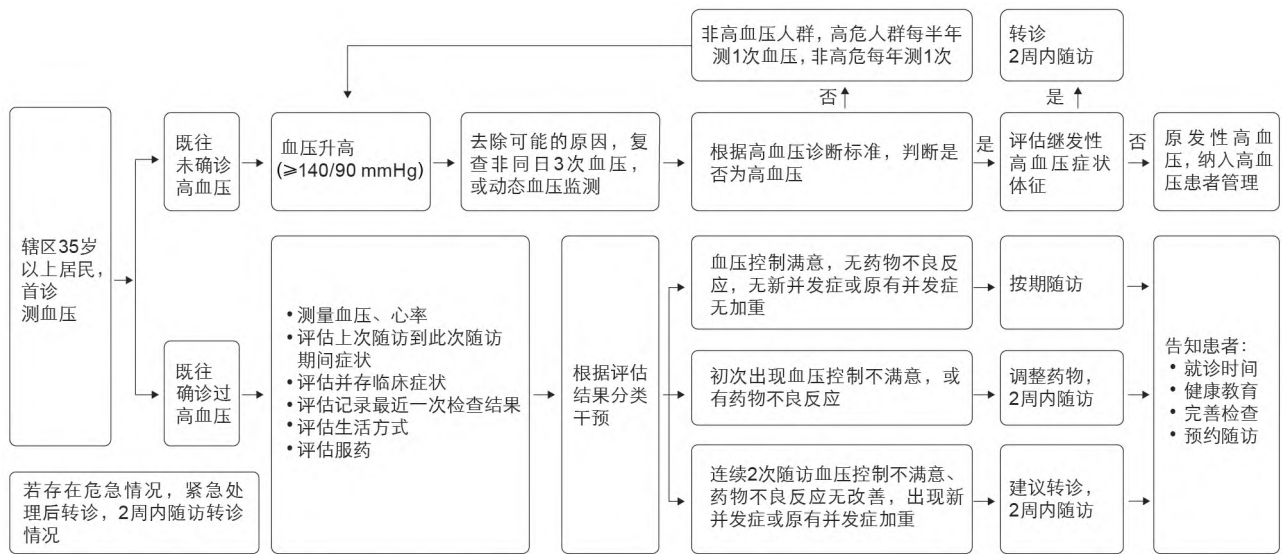 非高血压人群，高危人群每半年
测1次血压，非高危每年测1次
转诊
2周内随访
否
是
既往
未确诊
高血压
血压升高
(≥140/90 mmHg)
去除可能的原因，复
查非同日3次血压，
或动态血压监测
根据高血压诊断标准，判断是
否为高血压
是
评估继发性
高血压症状
体征
否
原发性高血
压，纳入高血
压患者管理
辖区35岁
以上居民，
首诊
测血压
既往
确诊过
高血压
•测量血压、心率
•评估上次随访到此次随访
期间症状
•评估并存临床症状
•评估记录最近一次检查结果
•评估生活方式
•评估服药
根据评估
结果分类
干预
血压控制满意，无药物不良反
应，无新并发症或原有并发症
无加重
按期随访
初次出现血压控制不满意，或
有药物不良反应
调整药物，
2周内随访
连续2次随访血压控制不满意、
药物不良反应无改善，出现新
并发症或原有并发症加重
建议转诊，
2周内随访
告知患者：
• 就诊时间
• 健康教育
• 完善检查
• 预约随访
若存在危急情况，紧急处
理后转诊，2周内随访转诊
情况